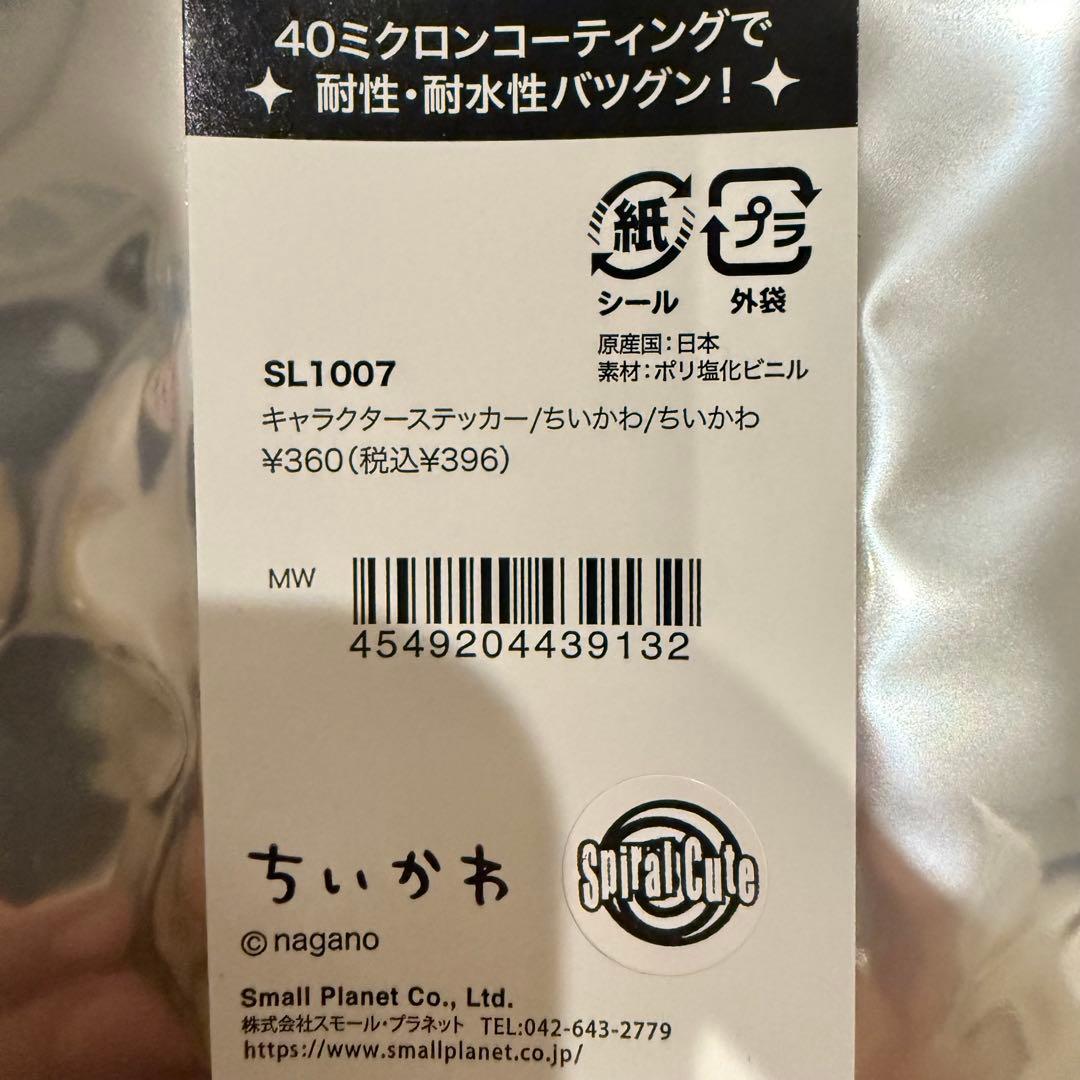 40ミクロンコーティングで
耐性・耐水性バツグン!
紙 プラ
シール 外袋
原産国:日本
素材:ポリ塩化ビニル
SL1007
キャラクターステッカー/ちいかわ/ちいかわ
¥360(税込¥396)
MW
4549204439132
ちいかわ
Spiral Cute
©nagano
Small Planet Co., Ltd.
株式会社スモール・プラネット TEL:042-643-2779
https://www.smallplanet.co.jp/